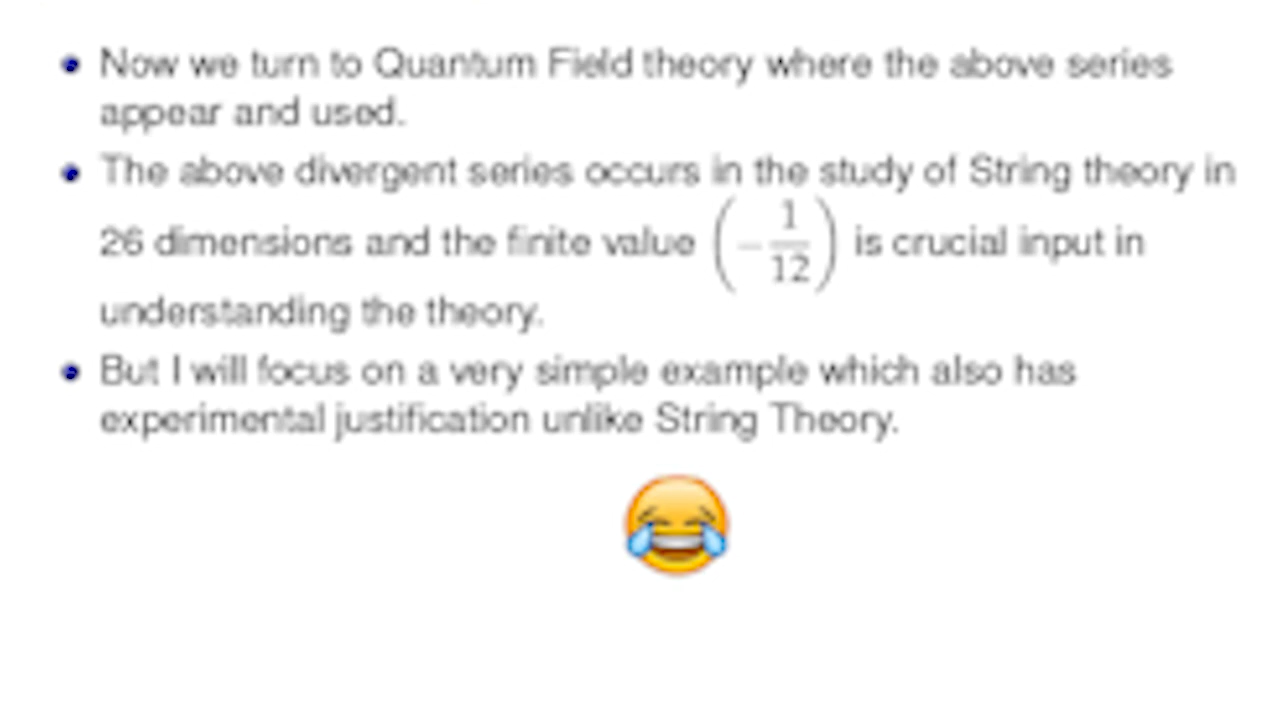 • Now we turn to Quantum Field theory where the above series
appear and used.
• The above divergent series occurs in the study of String theory in
26 dimensions and the finite value (-1/12) is crucial input in
understanding the theory.
• But I will focus on a very simple example which also has
experimental justification unlike String Theory.